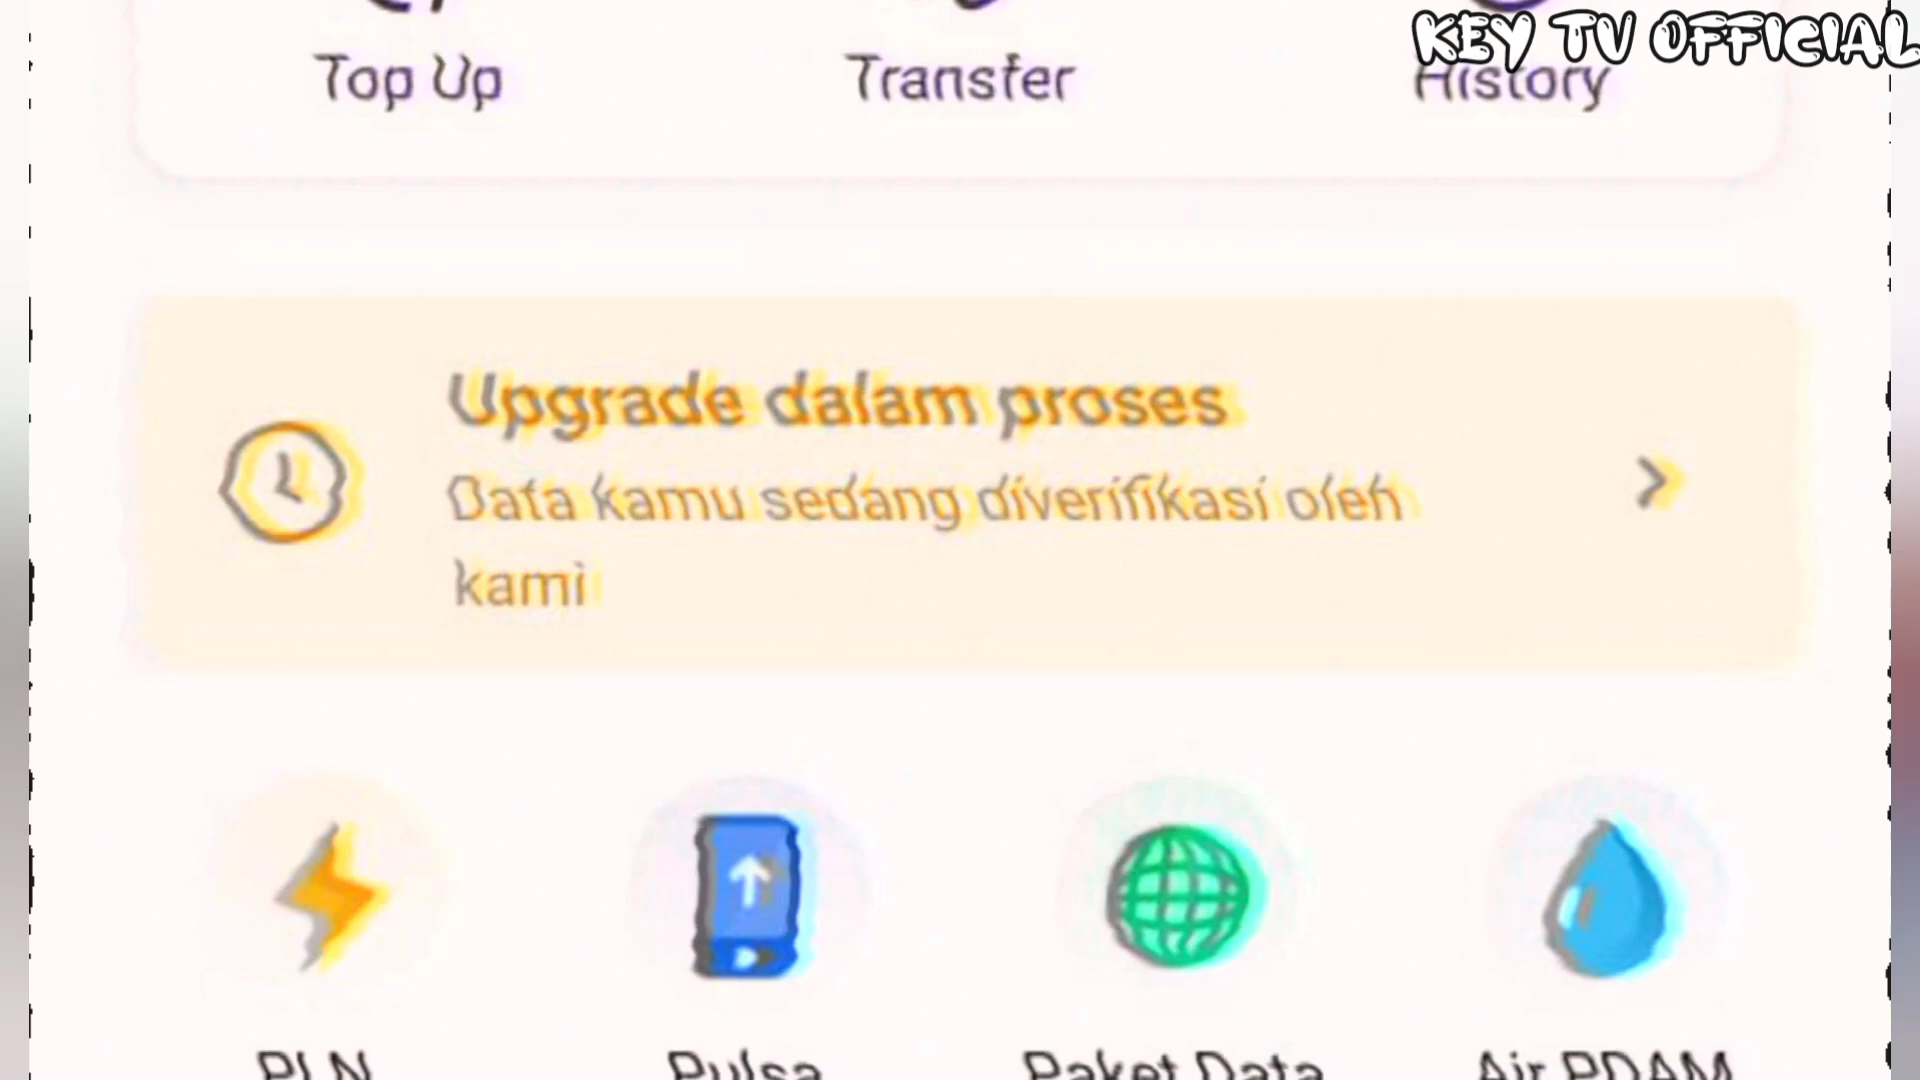 KEY TV OFFICIAL
Top Up
Transfer
History
Upgrade dalam proses
Data kamu sedang diverifikasi oleh
kami
PLN
Pulsa
Paket Data
Air PDAM